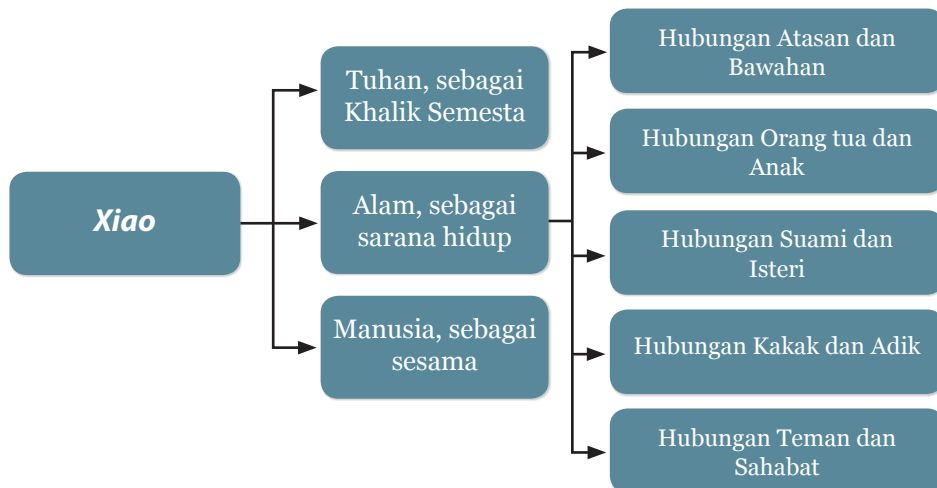 Xiao
Tuhan, sebagai
Khalik Semesta
Alam, sebagai
sarana hidup
Manusia, sebagai
sesama
Hubungan Atasan dan
Bawahan
Hubungan Orang tua dan
Anak
Hubungan Suami dan
Isteri
Hubungan Kakak dan Adik
Hubungan Teman dan
Sahabat